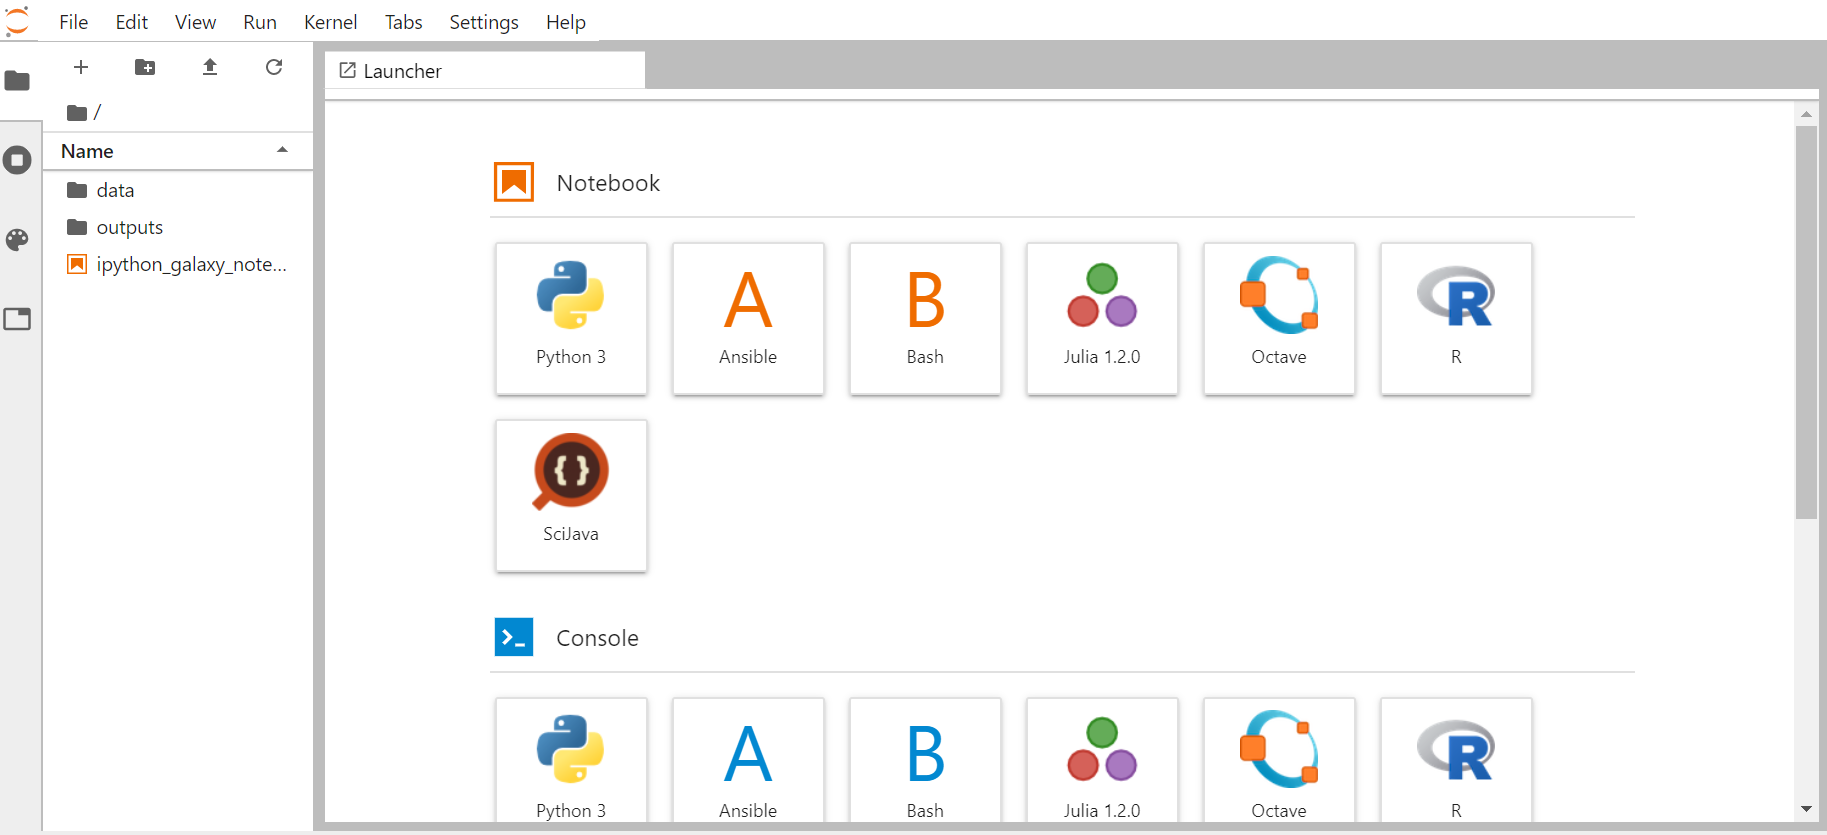 File Edit View Run Kernel Tabs Settings Help
Launcher
/
Name
data
outputs
ipython_galaxy_note...
Notebook
A B
Python 3 Ansible Bash Julia 1.2.0 Octave R
{}
SciJava
Console
A B
Python 3 Ansible Bash Julia 1.2.0 Octave R